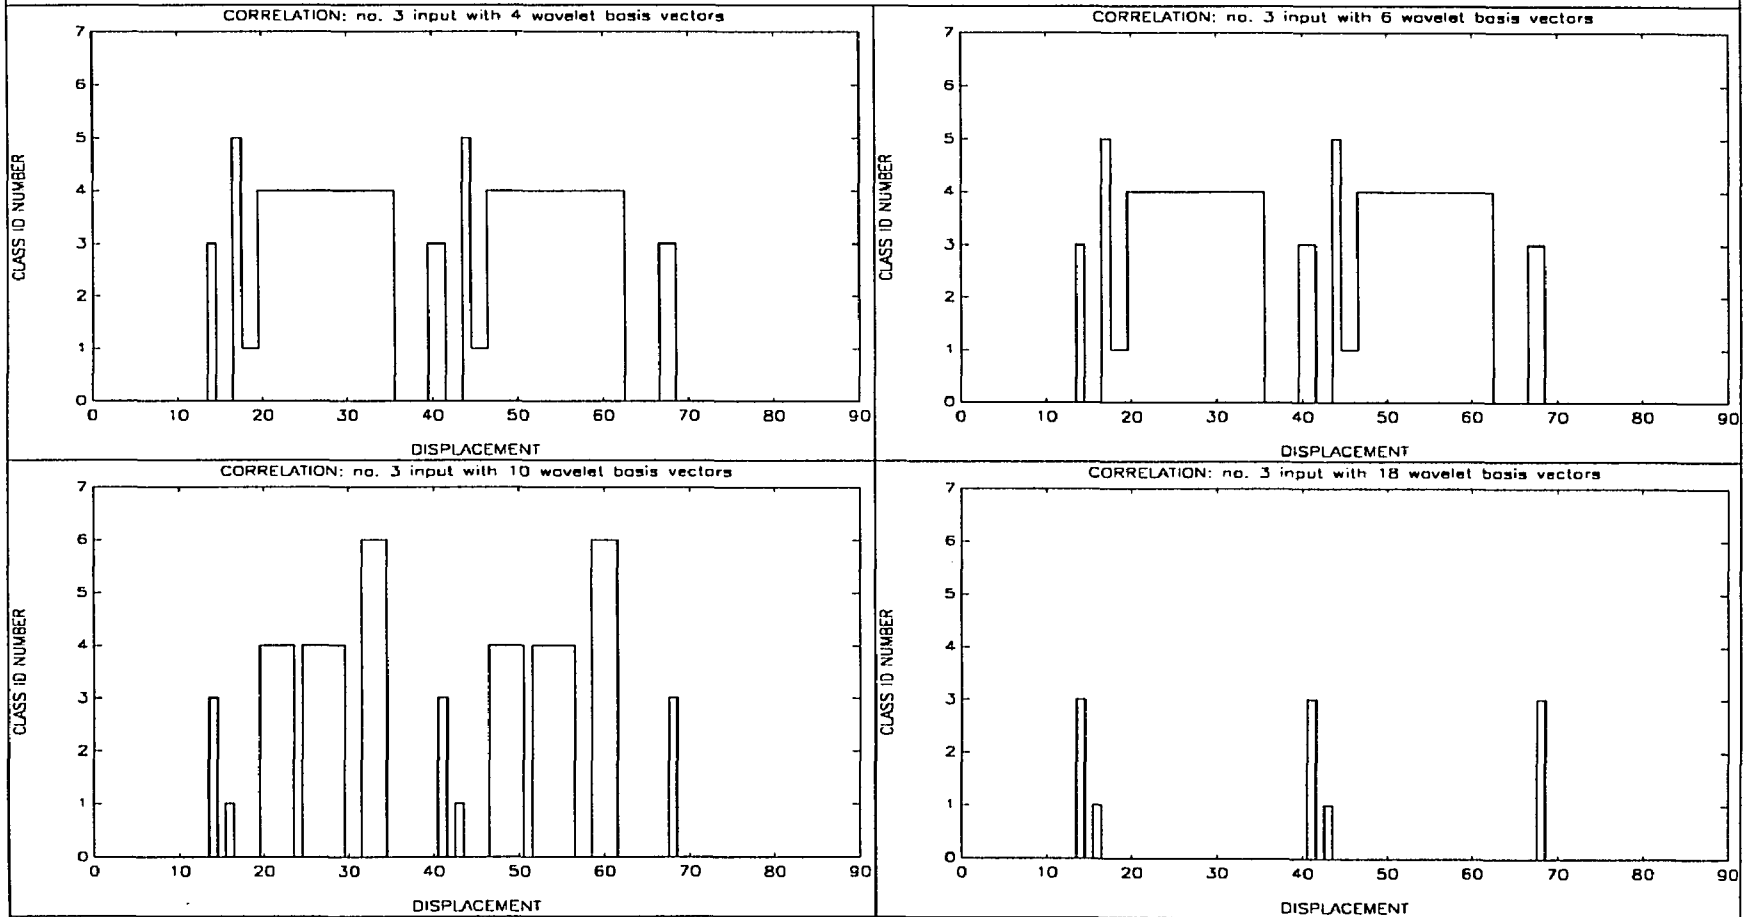 CORRELATION: no. 3 input with 4 wavelet basis vectors
7
6
5
4
3
2
1
0
CLASS ID NUMBER
0 10 20 30 40 50 60 70 80 90
DISPLACEMENT
CORRELATION: no. 3 input with 6 wavelet basis vectors
7
6
5
4
3
2
1
0
CLASS ID NUMBER
0 10 20 30 40 50 60 70 80 90
DISPLACEMENT
CORRELATION: no. 3 input with 10 wavelet basis vectors
7
6
5
4
3
2
1
0
CLASS ID NUMBER
0 10 20 30 40 50 60 70 80 90
DISPLACEMENT
CORRELATION: no. 3 input with 18 wavelet basis vectors
7
6
5
4
3
2
1
0
CLASS ID NUMBER
0 10 20 30 40 50 60 70 80 90
DISPLACEMENT